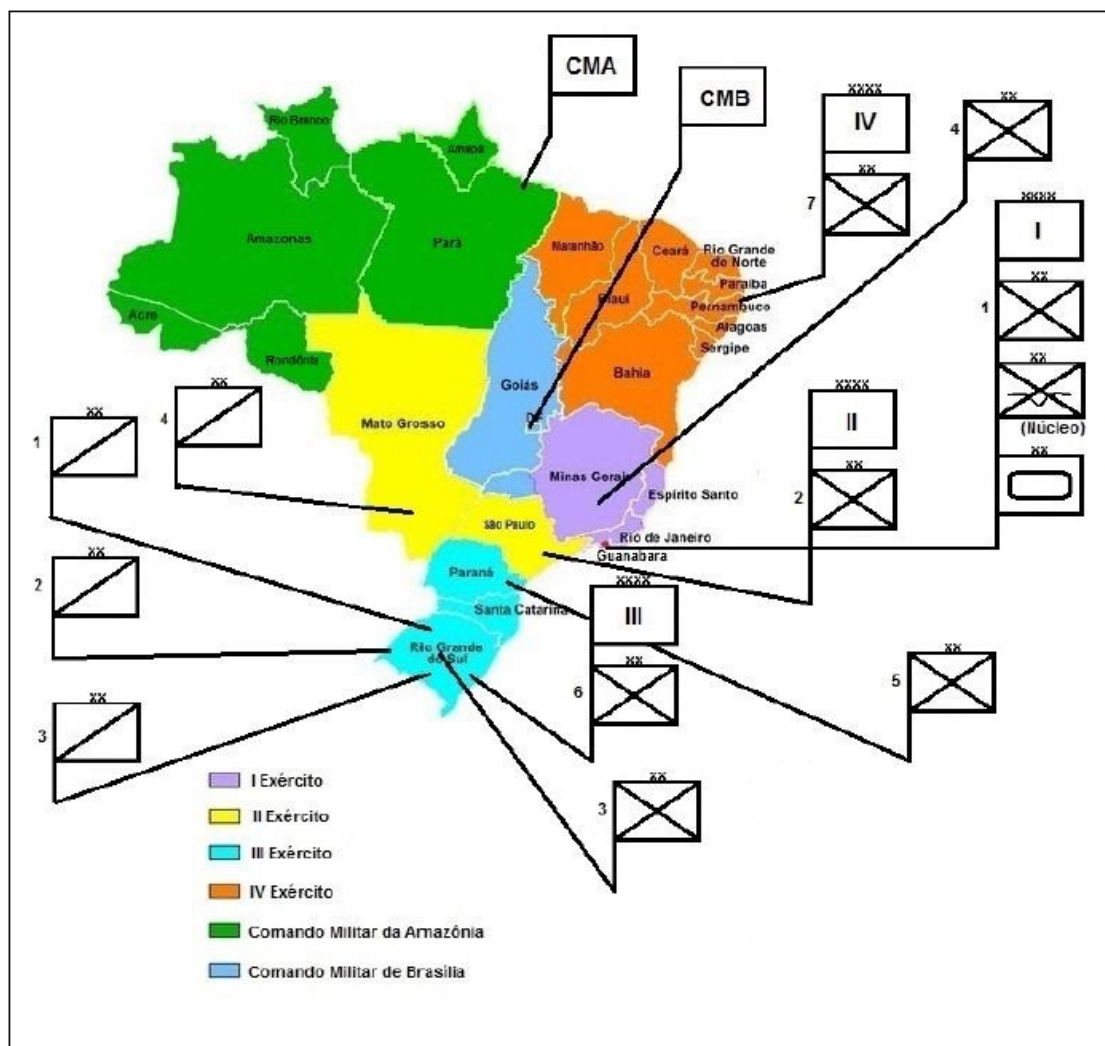 CMA
CMB
XXXX
IV
XX
7
XX
4
XXXX
I
XX
1
XX
(Núcleo)
XX
Rio Branco
Amapá
Amazonas
Pará
Acre
Rondônia
Maranhão
Ceará
Rio Grande
do Norte
Paraíba
Piauí
Pernambuco
Alagoas
Sergipe
Bahia
Goiás
DF
Mato Grosso
Minas Gerais
Espírito Santo
São Paulo
Rio de Janeiro
Guanabara
Paraná
Santa Catarina
Rio Grande
do Sul
XX
4
XX
1
XX
2
XX
3
XXXX
II
XX
2
XXXX
III
XX
6
XX
5
XX
3
I Exército
II Exército
III Exército
IV Exército
Comando Militar da Amazônia
Comando Militar de Brasília